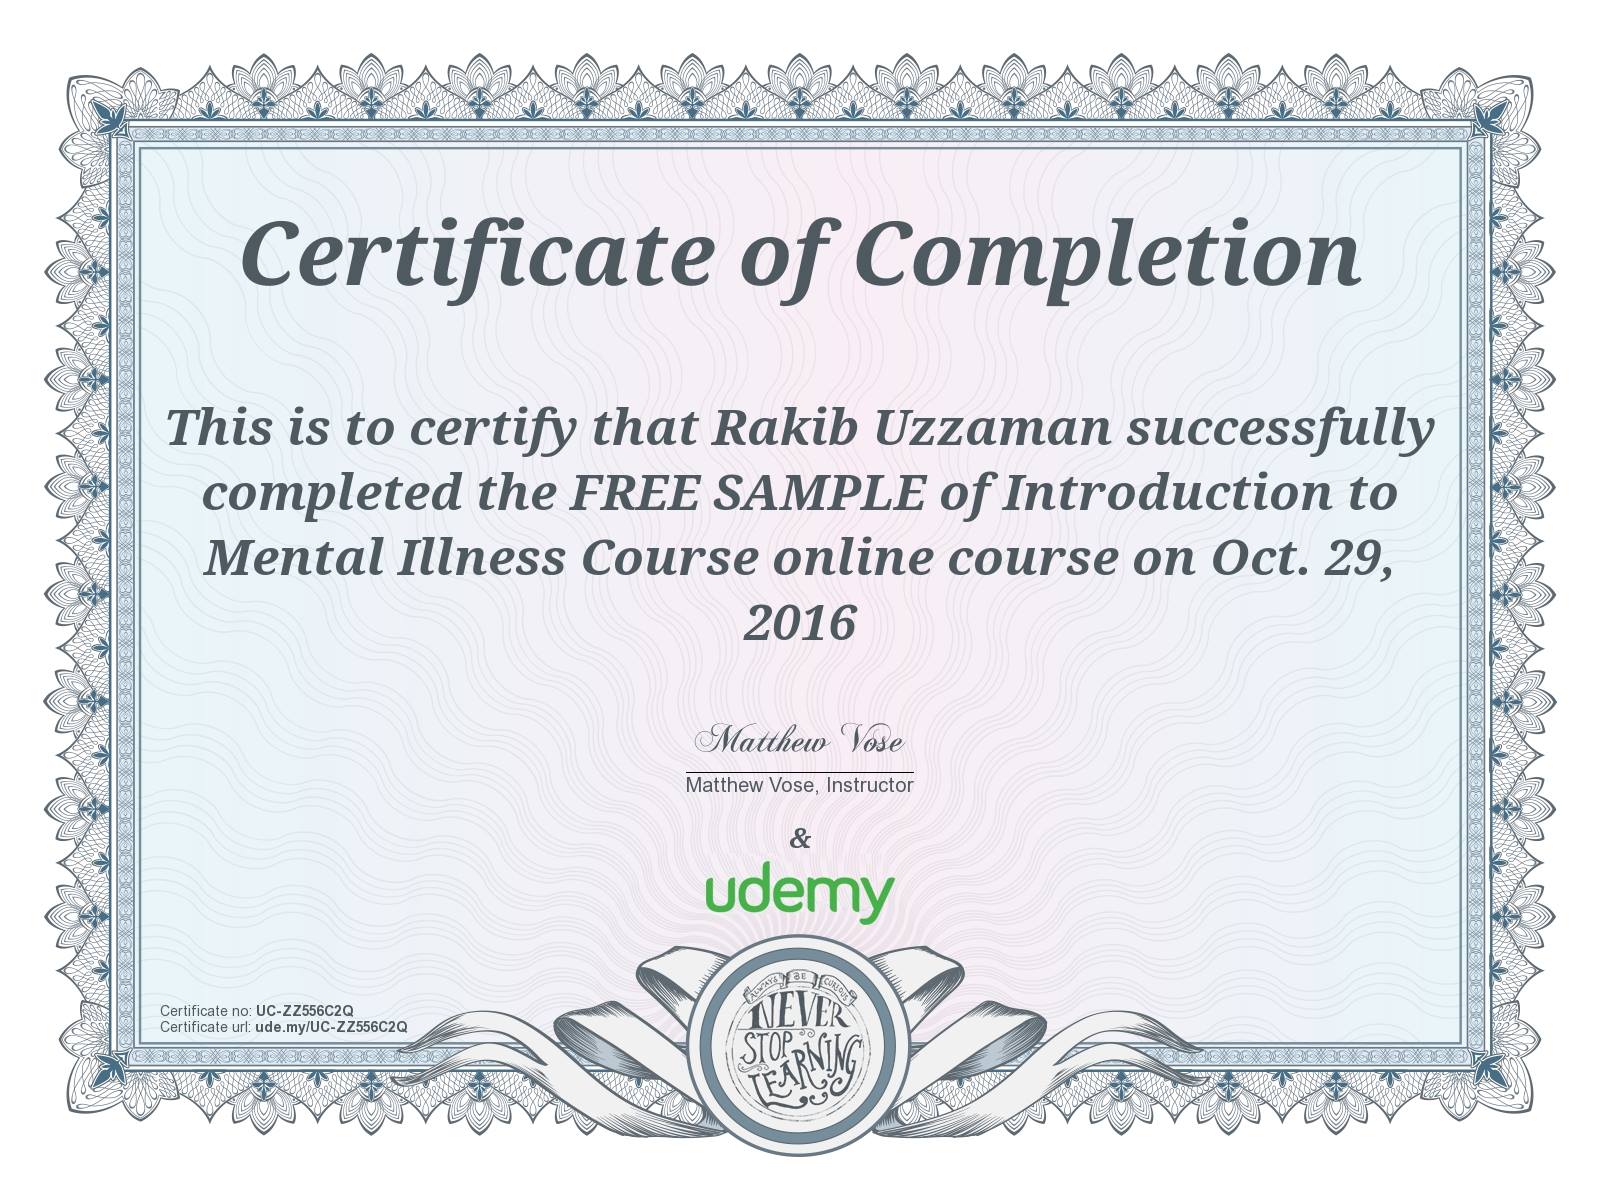 Certificate of Completion
This is to certify that Rakib Uzzaman successfully
completed the FREE SAMPLE of Introduction to
Mental Illness Course online course on Oct. 29,
2016
Matthew Vose
Matthew Vose, Instructor
&
udemy
Certificate no: UC-ZZ556C2Q
Certificate url: ude.my/UC-ZZ556C2Q
ALWAYS BE CURIOUS
NEVER
STOP
LEARNING